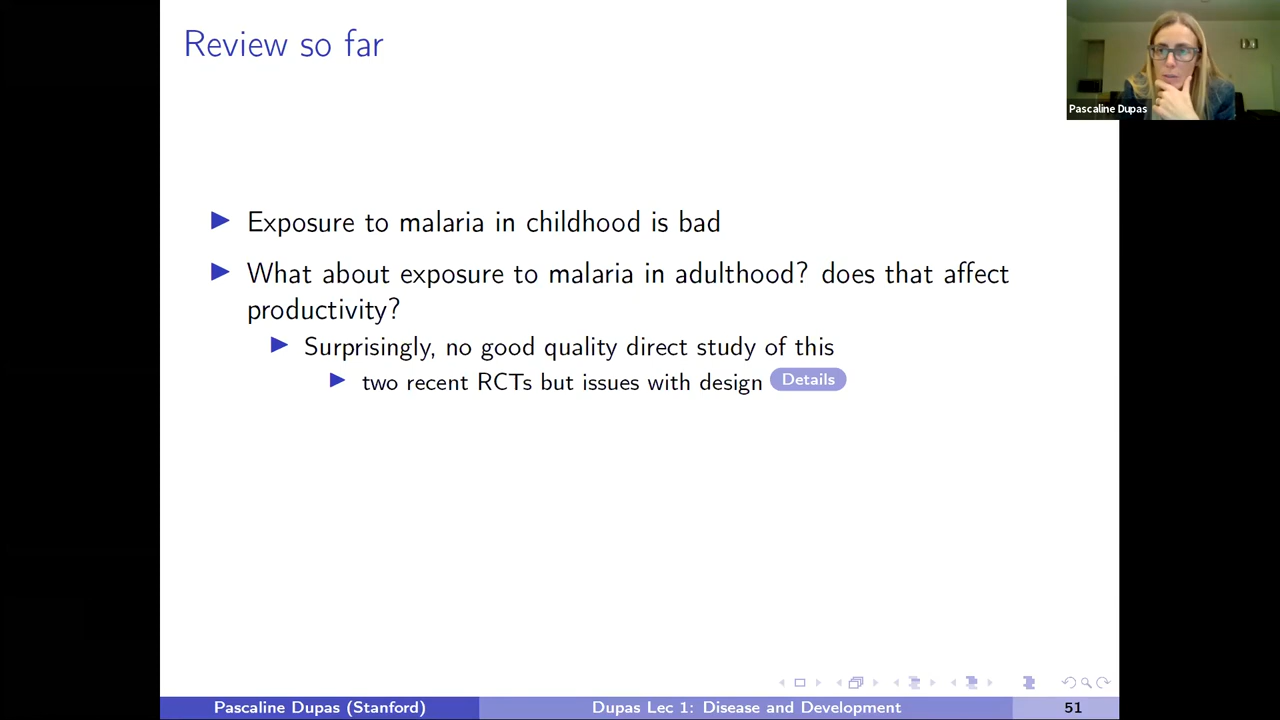 Review so far
Pascaline Dupas
Exposure to malaria in childhood is bad
What about exposure to malaria in adulthood? does that affect
productivity?
Surprisingly, no good quality direct study of this
two recent RCTs but issues with design Details
Pascaline Dupas (Stanford) Dupas Lec 1: Disease and Development 51